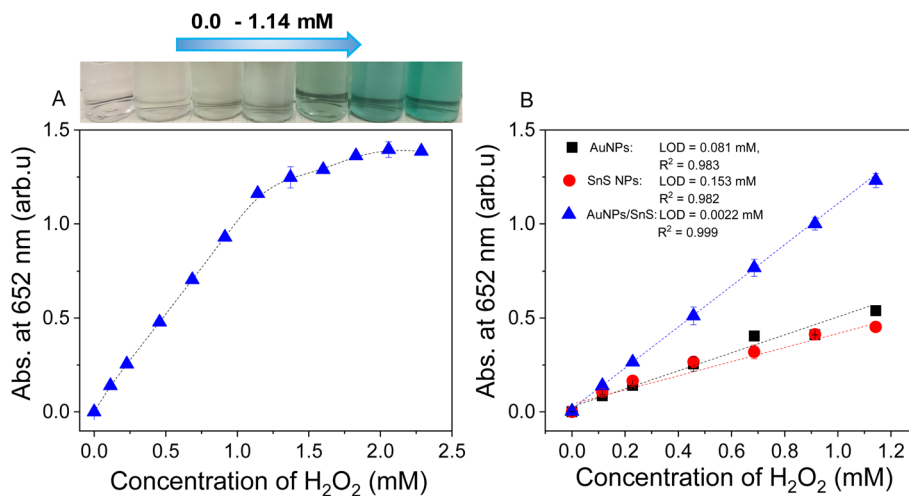 0.0 - 1.14 mM
A
1.5
1.0
0.5
0.0
Abs. at 652 nm (arb.u)
0.0 0.5 1.0 1.5 2.0 2.5
Concentration of H₂O₂ (mM)
B
1.5
1.0
0.5
0.0
Abs. at 652 nm (arb.u)
AuNPs: LOD = 0.081 mM,
R² = 0.983
SnS NPs: LOD = 0.153 mM
R² = 0.982
AuNPs/SnS: LOD = 0.0022 mM
R² = 0.999
0.0 0.2 0.4 0.6 0.8 1.0 1.2
Concentration of H₂O₂ (mM)